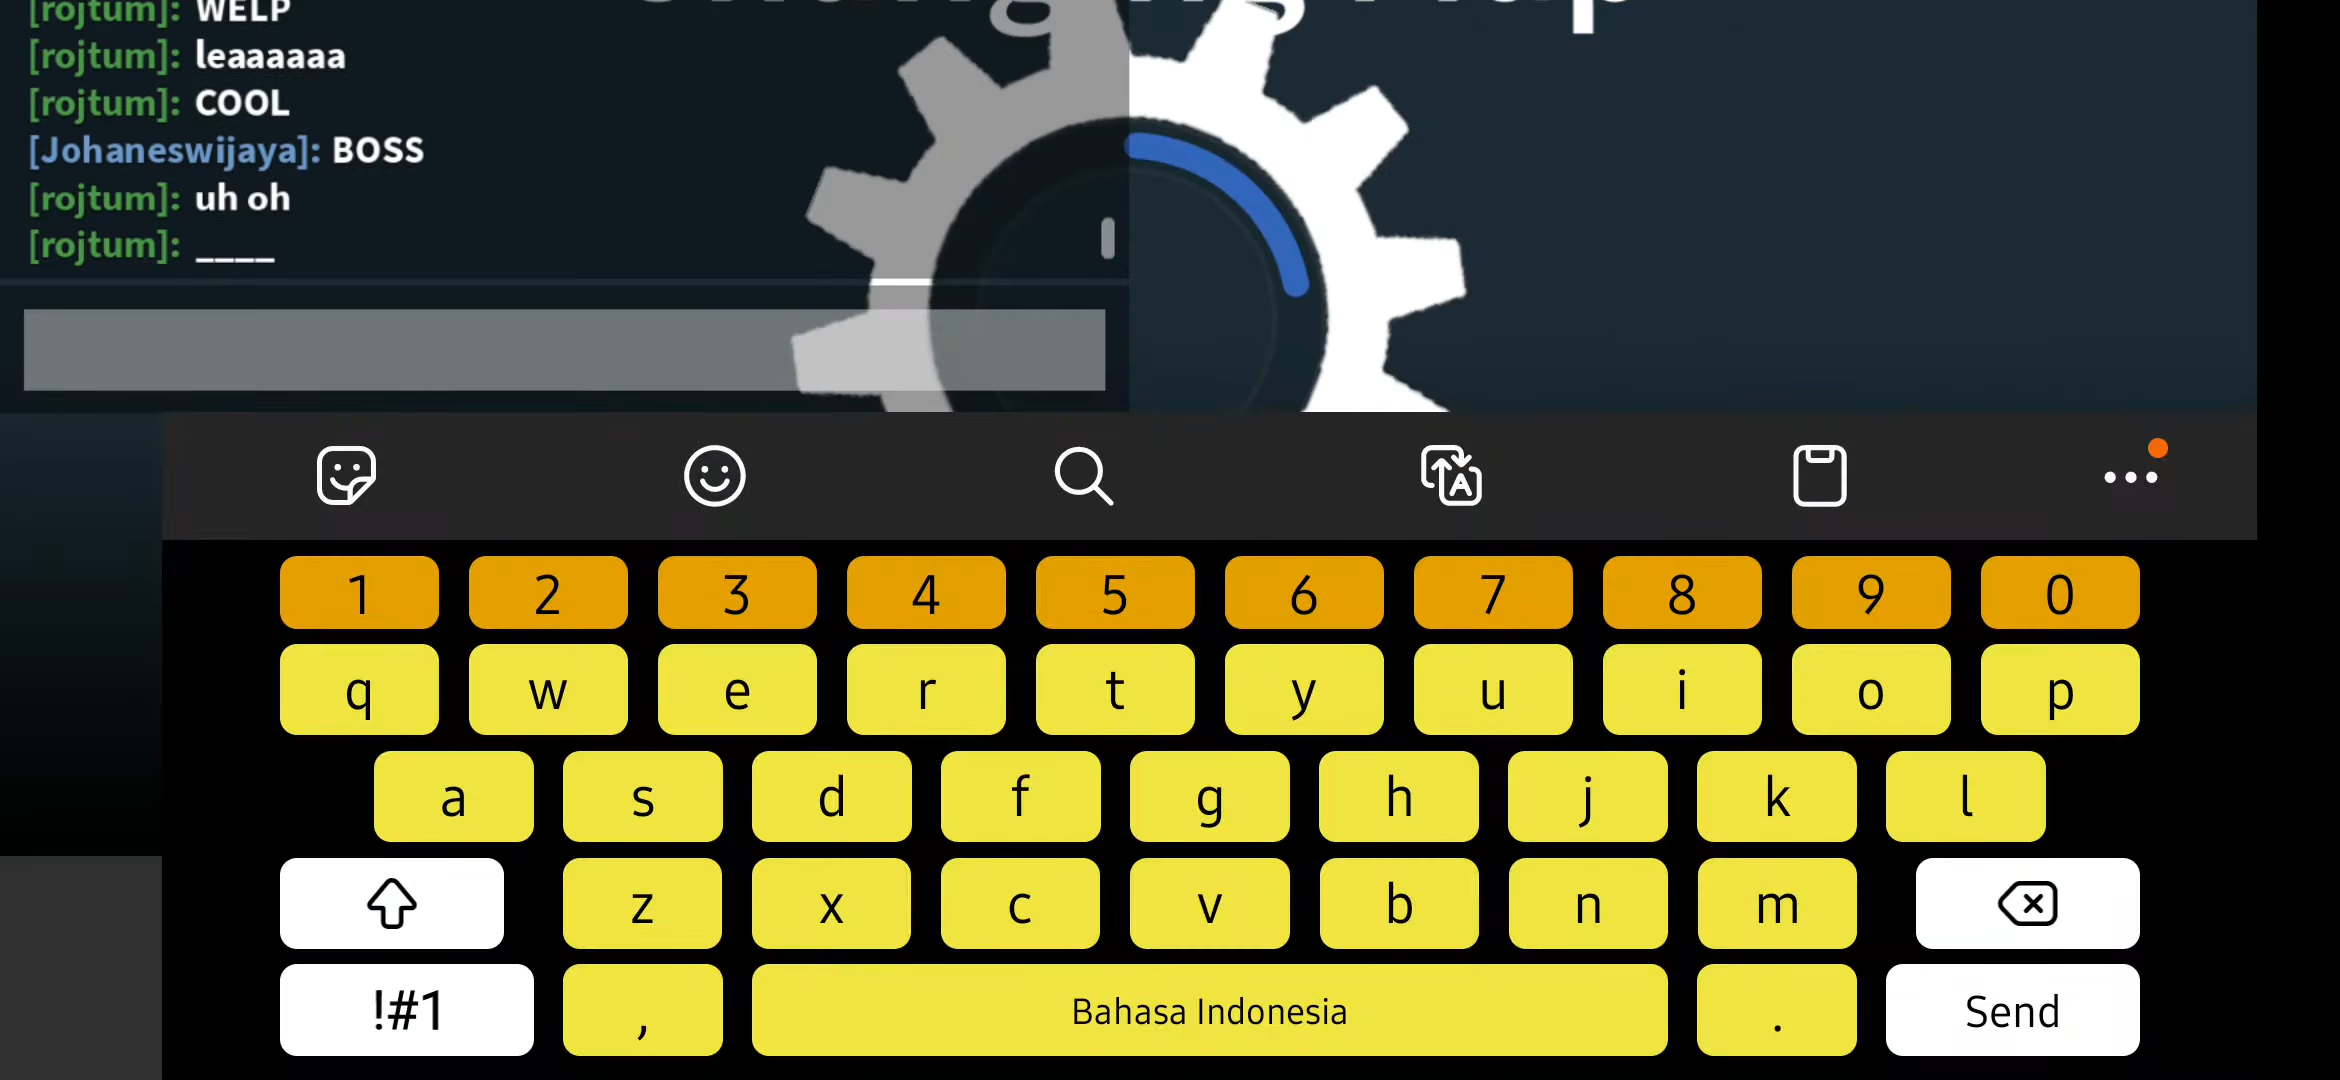 [rojtum]: WELP
[rojtum]: leaaaaaa
[rojtum]: COOL
[Johaneswijaya]: BOSS
[rojtum]: uh oh
[rojtum]: ____
1 2 3 4 5 6 7 8 9 0
q w e r t y u i o p
a s d f g h j k l
z x c v b n m
!#1 , Bahasa Indonesia . Send